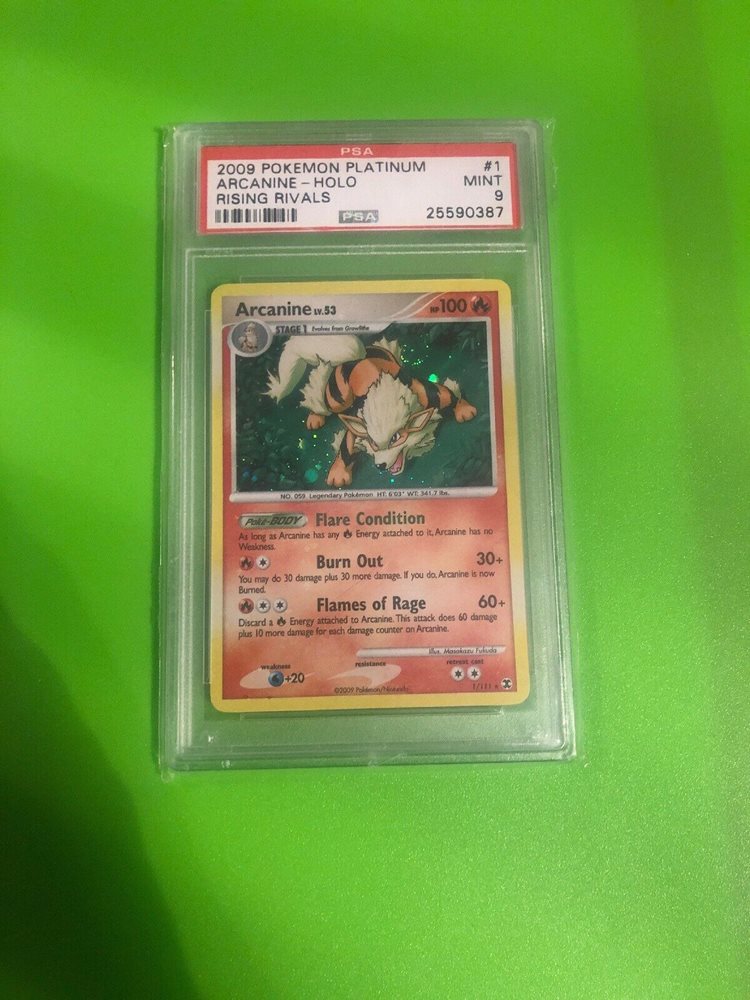 PSA
2009 POKEMON PLATINUM #1
ARCANINE - HOLO MINT
RISING RIVALS 9
PSA 25590387
Arcanine LV.53 HP 100
STAGE 1 Evolves from Growlithe
NO. 059 Legendary Pokémon HT: 6'03" WT: 341.7 lbs.
Poké-BODY Flare Condition
As long as Arcanine has any Energy attached to it, Arcanine has no
Weakness.
Burn Out 30+
You may do 30 damage plus 30 more damage. If you do, Arcanine is now
Burned.
Flames of Rage 60+
Discard a Energy attached to Arcanine. This attack does 60 damage
plus 10 more damage for each damage counter on Arcanine.
Illus. Masakazu Fukuda
weakness resistance retreat cost
+20
©2009 Pokémon/Nintendo 1/111